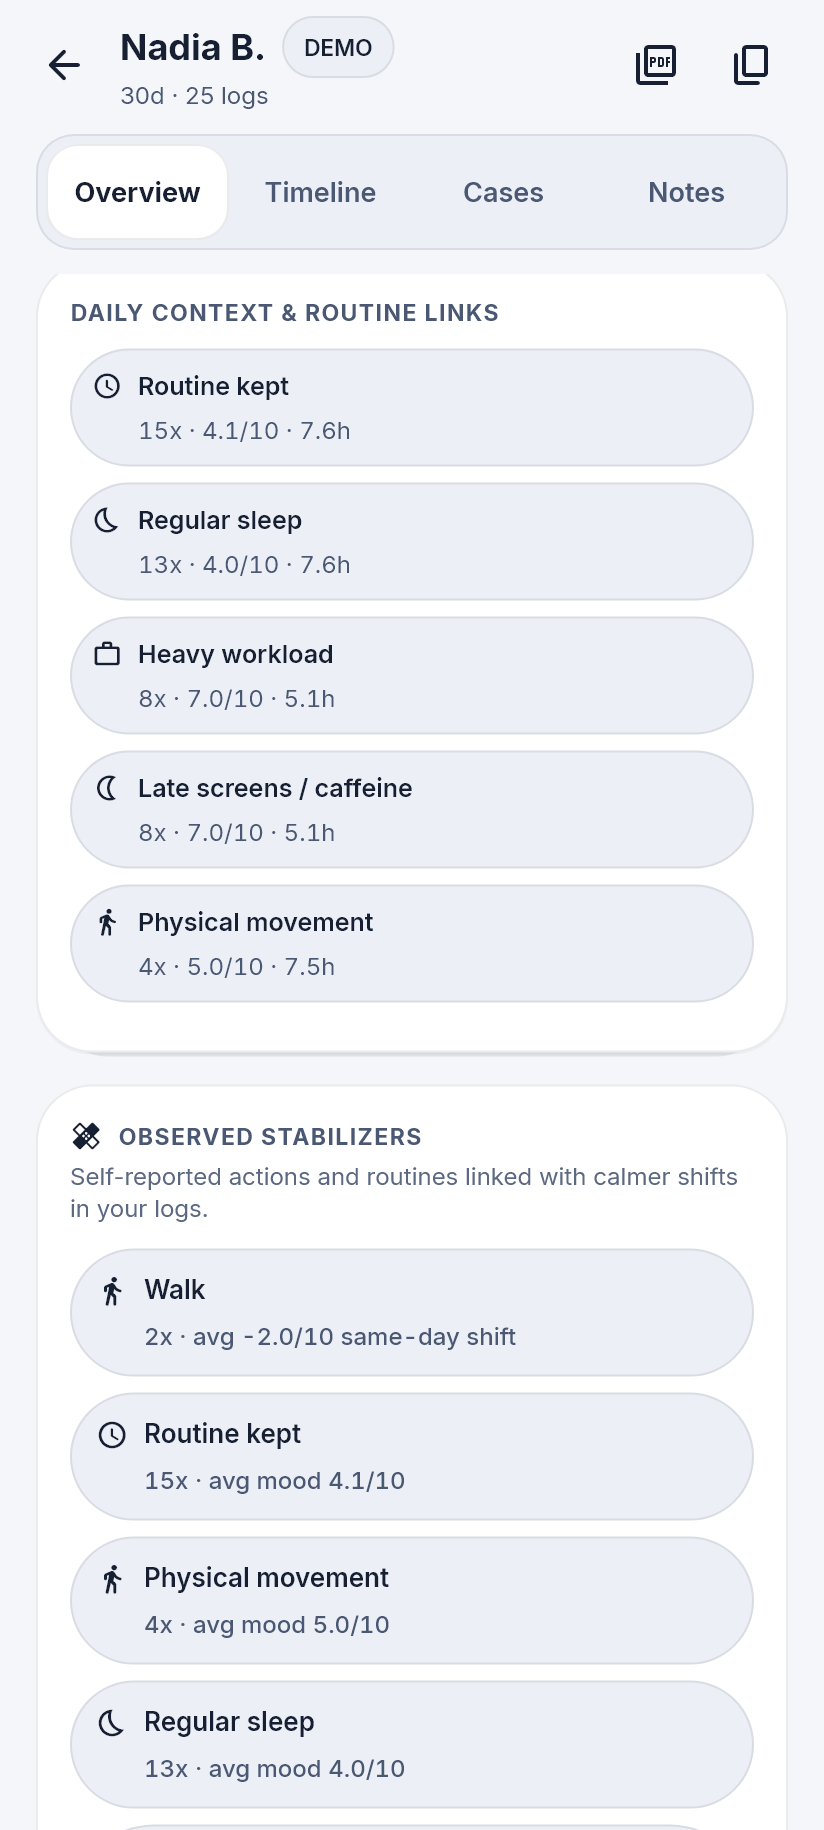 Nadia B. DEMO
30d · 25 logs
PDF
Overview Timeline Cases Notes
DAILY CONTEXT & ROUTINE LINKS
Routine kept
15x · 4.1/10 · 7.6h
Regular sleep
13x · 4.0/10 · 7.6h
Heavy workload
8x · 7.0/10 · 5.1h
Late screens / caffeine
8x · 7.0/10 · 5.1h
Physical movement
4x · 5.0/10 · 7.5h
OBSERVED STABILIZERS
Self-reported actions and routines linked with calmer shifts
in your logs.
Walk
2x · avg -2.0/10 same-day shift
Routine kept
15x · avg mood 4.1/10
Physical movement
4x · avg mood 5.0/10
Regular sleep
13x · avg mood 4.0/10